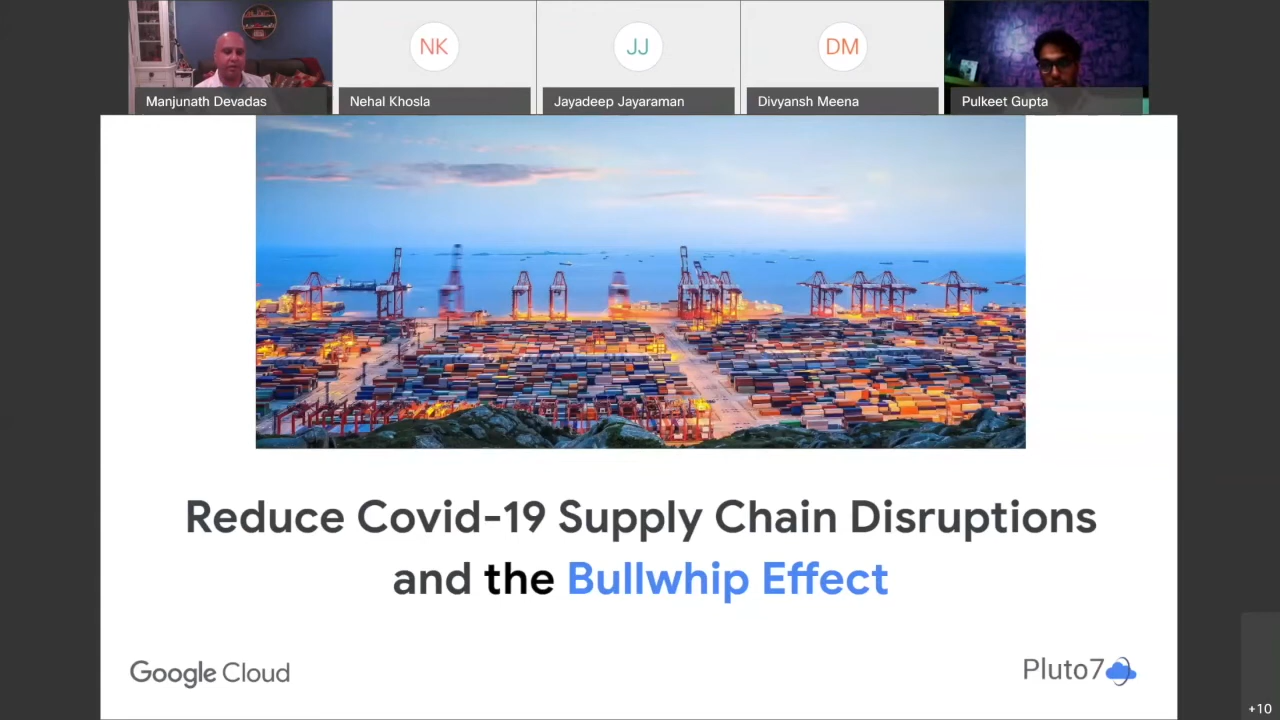 NK
JJ
DM
Manjunath Devadas
Nehal Khosla
Jayadeep Jayaraman
Divyansh Meena
Pulkeet Gupta
Reduce Covid-19 Supply Chain Disruptions
and the Bullwhip Effect
Google Cloud
Pluto7
+10